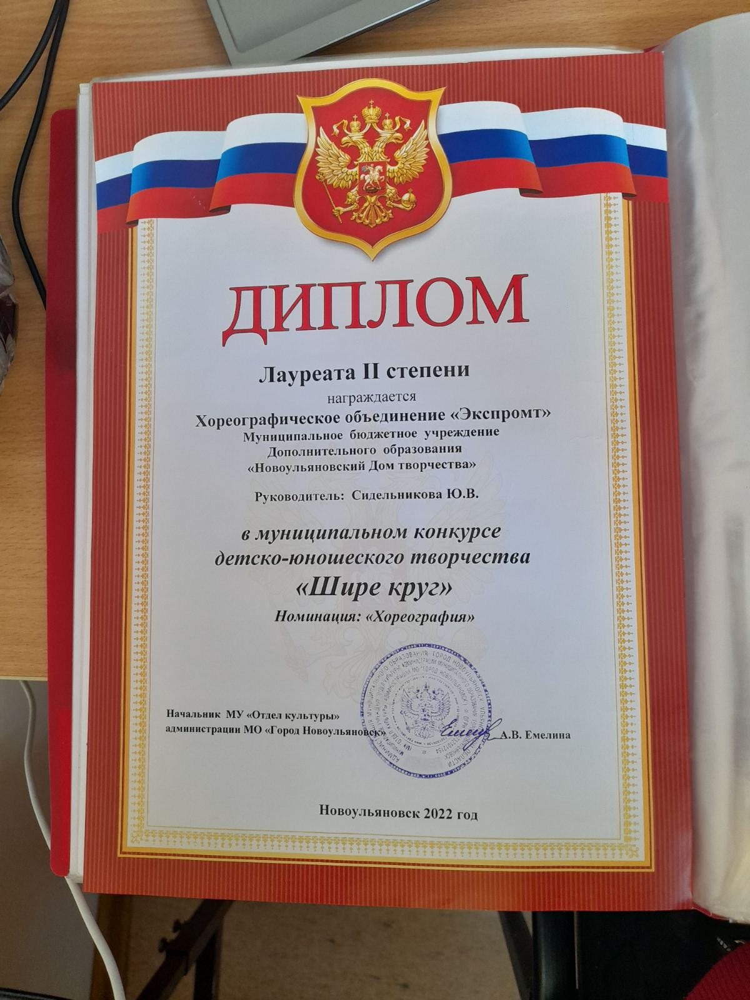 ДИПЛОМ
Лауреата II степени
награждается
Хореографическое объединение «Экспромт»
Муниципальное бюджетное учреждение
Дополнительного образования
«Новоульяновский Дом творчества»
Руководитель: Сидельникова Ю.В.
в муниципальном конкурсе
детско-юношеского творчества
«Шире круг»
Номинация: «Хореография»
Начальник МУ «Отдел культуры»
администрации МО «Город Новоульяновск»
А.В. Емелина
Новоульяновск 2022 год